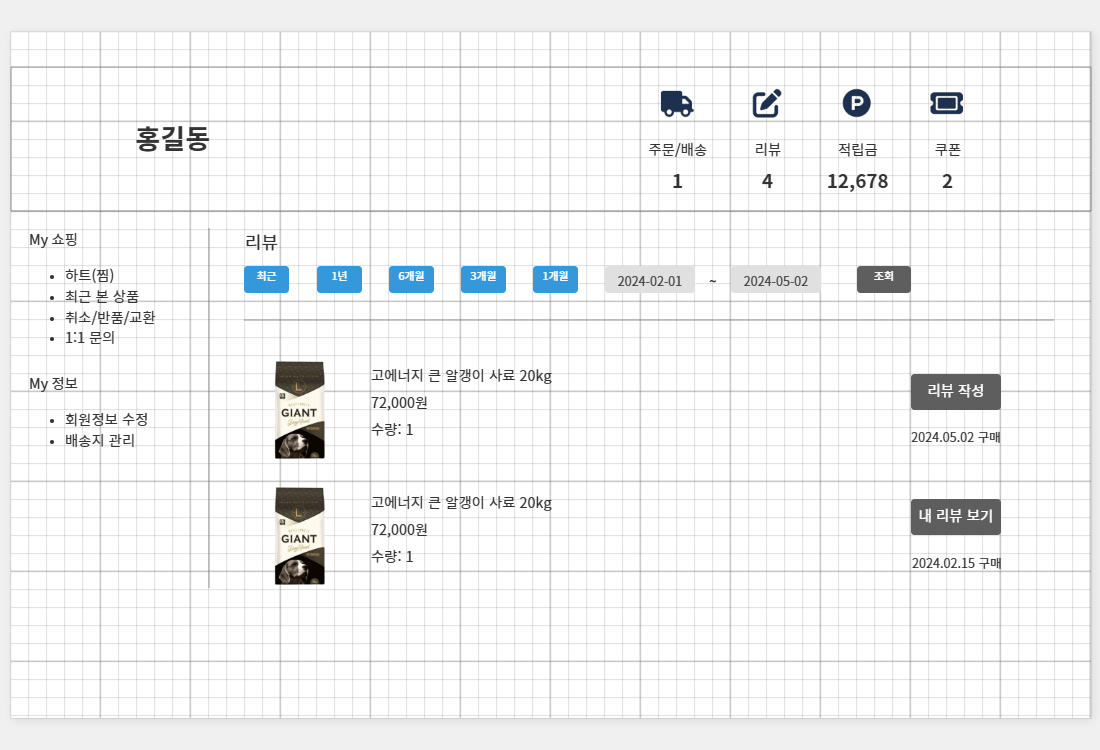 홍길동
주문/배송
1
리뷰
4
P
적립금
12,678
쿠폰
2
My 쇼핑
하트(찜)
최근 본 상품
취소/반품/교환
1:1 문의
My 정보
회원정보 수정
배송지 관리
리뷰
최근 1년 6개월 3개월 1개월 2024-02-01 ~ 2024-05-02 조회
L
GIANT
고에너지 큰 알갱이 사료 20kg
72,000원
수량: 1
리뷰 작성
2024.05.02 구매
L
GIANT
고에너지 큰 알갱이 사료 20kg
72,000원
수량: 1
내 리뷰 보기
2024.02.15 구매